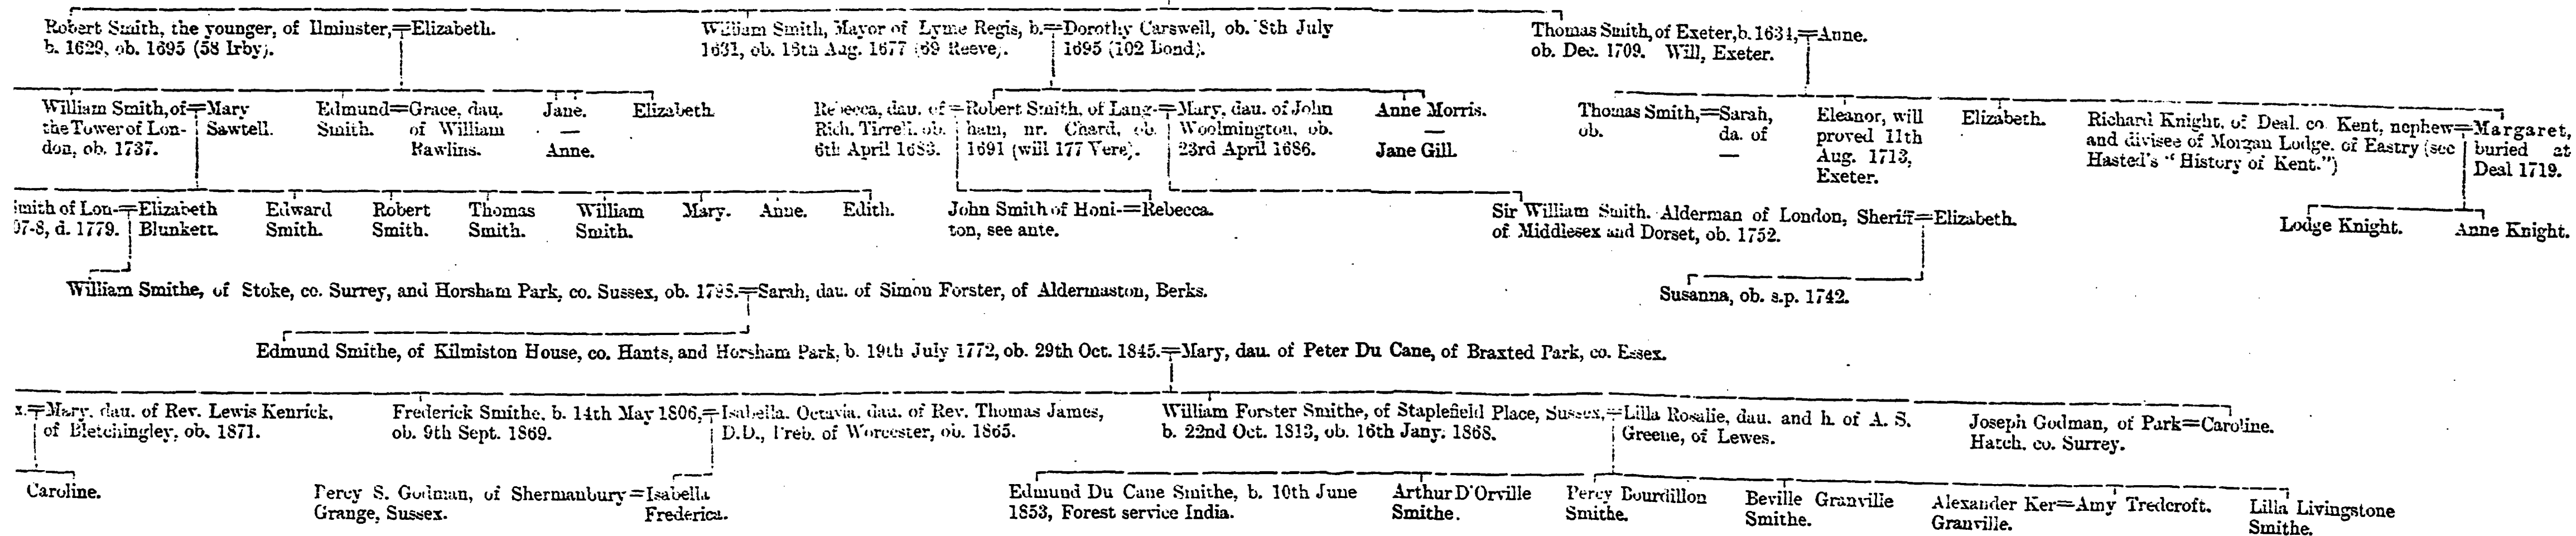 Robert Smith, the younger, of Ilminster,=Elizabeth.
b. 1629, ob. 1695 (58 Irby).
William Smith, Mayor of Lyme Regis, b.=Dorothy Carswell, ob. 8th July
1631, ob. 16th Aug. 1677 (69 Reeve). 1695 (102 Bond).
Thomas Smith, of Exeter, b. 1634,=Anne.
ob. Dec. 1709. Will, Exeter.
William Smith, of=Mary
the Tower of Lon- Sawtell.
don, ob. 1737.
Edmund=Grace, dau.
Smith. of William
Rawlins.
Jane.
—
Anne.
Elizabeth.
Rebecca, dau. of=Robert Smith, of Lang-=Mary, dau. of John
Rich. Tirrell, ob. ham, nr. Chard, ob. Woolmington, ob.
6th April 1683. 1691 (will 177 Vere). 23rd April 1686.
Anne Morris.
—
Jane Gill.
Thomas Smith,=Sarah,
ob. da. of
—
Eleanor, will
proved 11th
Aug. 1713,
Exeter.
Elizabeth.
Richard Knight, of Deal, co. Kent, nephew=Margaret,
and divisee of Morgan Lodge, of Eastry (see buried at
Hasted's "History of Kent.") Deal 1719.
Smith of Lon-=Elizabeth
97-8, d. 1779. Blunkett.
Edward
Smith.
Robert
Smith.
Thomas
Smith.
William
Smith.
Mary.
Anne.
Edith.
John Smith of Honi-=Rebecca.
ton, see ante.
Sir William Smith, Alderman of London, Sheriff=Elizabeth.
of Middlesex and Dorset, ob. 1752.
Lodge Knight.
Anne Knight.
William Smithe, of Stoke, co. Surrey, and Horsham Park, co. Sussex, ob. 1798.=Sarah, dau. of Simon Forster, of Aldermaston, Berks.
Susanna, ob. s.p. 1742.
Edmund Smithe, of Kilmiston House, co. Hants, and Horsham Park, b. 19th July 1772, ob. 29th Oct. 1845.=Mary, dau. of Peter Du Cane, of Braxted Park, co. Essex.
x.=Mary, dau. of Rev. Lewis Kenrick,
of Bletchingley, ob. 1871.
Frederick Smithe, b. 14th May 1806,=Isabella Octavia, dau. of Rev. Thomas James,
ob. 9th Sept. 1869. D.D., Preb. of Worcester, ob. 1865.
William Forster Smithe, of Staplefield Place, Sussex,=Lilla Rosalie, dau. and h. of A. S.
b. 22nd Oct. 1813, ob. 16th Jany. 1868. Greene, of Lewes.
Joseph Godman, of Park=Caroline.
Hatch, co. Surrey.
Caroline.
Percy S. Godman, of Shermanbury=Isabella
Grange, Sussex. Frederica.
Edmund Du Cane Smithe, b. 10th June
1853, Forest service India.
Arthur D'Orville
Smithe.
Percy Bourdillon
Smithe.
Beville Granville
Smithe.
Alexander Ker=Amy Tredcroft.
Granville.
Lilla Livingstone
Smithe.